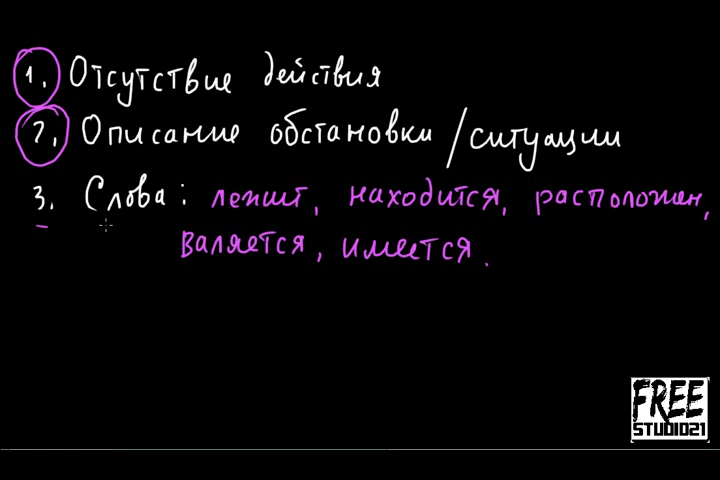 1. Отсутствие действия
2. Описание обстановки / ситуации
3. Слова: лежит, находится, расположен,
валяется, имеется.
FREE
STUDIO21